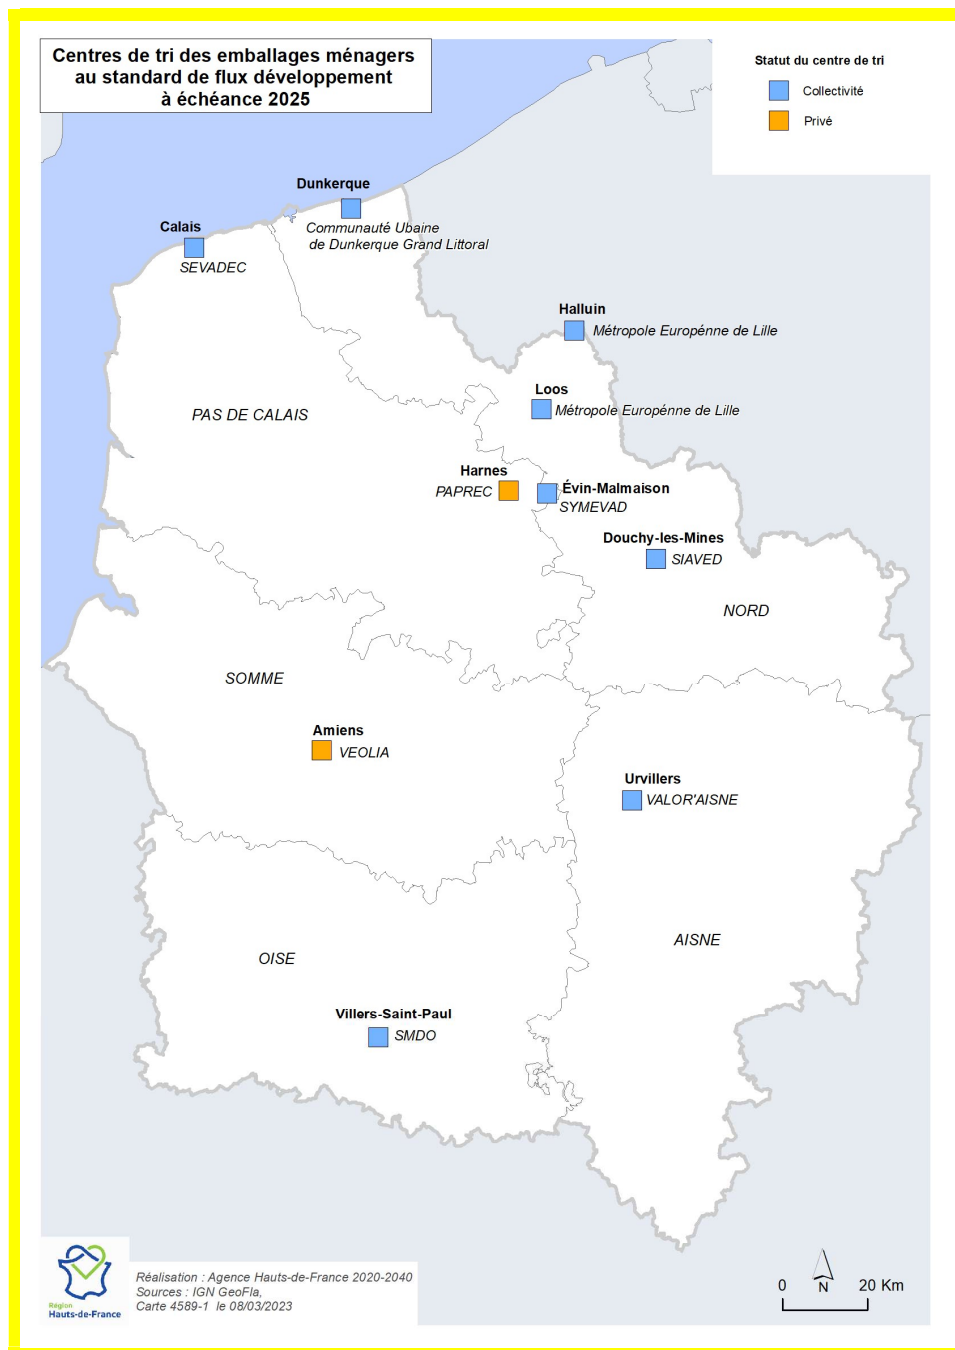 Centres de tri des emballages ménagers
au standard de flux développement
à échéance 2025
Statut du centre de tri
Collectivité
Privé
Dunkerque
Communauté Ubaine
de Dunkerque Grand Littoral
Calais
SEVADEC
Halluin
Métropole Europénne de Lille
Loos
Métropole Europénne de Lille
PAS DE CALAIS
Harnes
PAPREC
Évin-Malmaison
SYMEVAD
Douchy-les-Mines
SIAVED
NORD
SOMME
Amiens
VEOLIA
Urvillers
VALOR'AISNE
AISNE
OISE
Villers-Saint-Paul
SMDO
Région
Hauts-de-France
Réalisation : Agence Hauts-de-France 2020-2040
Sources : IGN GeoFla,
Carte 4589-1 le 08/03/2023
0 N 20 Km